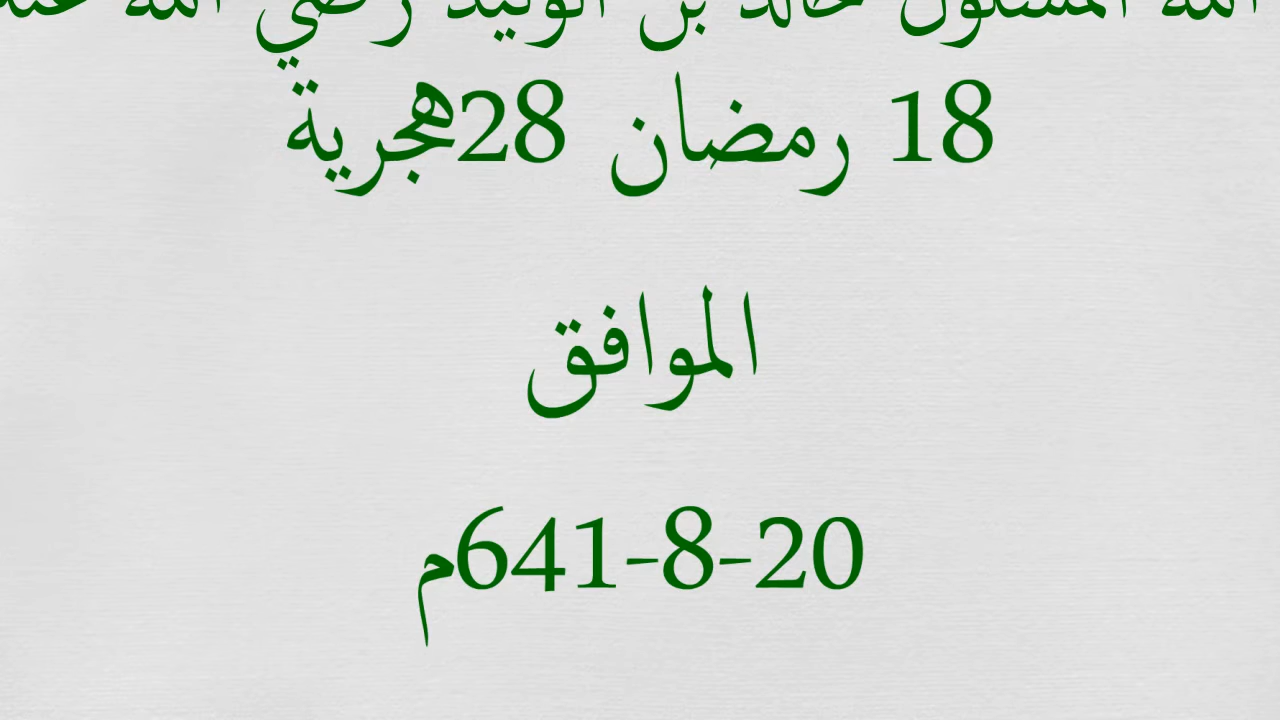 الله المسلول خالد بن الوليد رضي الله عنه
18 رمضان 28هجرية
الموافق
20-8-641م